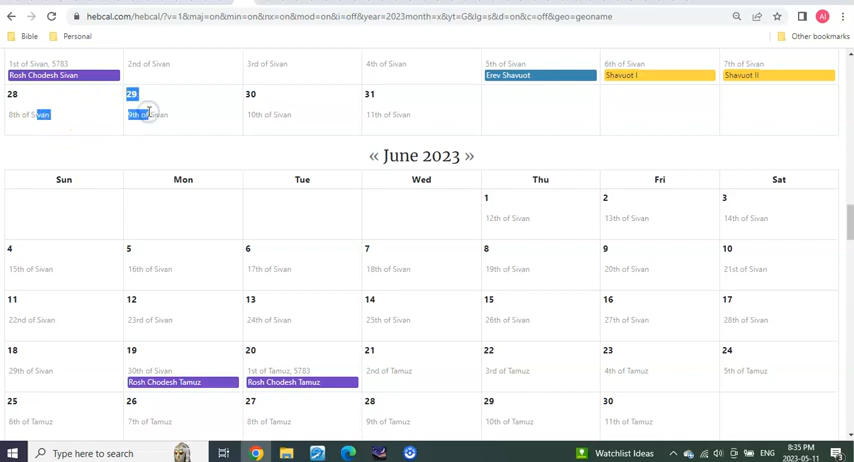 hebcal.com/hebcal/?v=1&maj=on&min=on&nx=on&mod=on&i=off&year=2023month=x&yt=G&lg=s&d=on&c=off&geo=geoname
AI
Bible Personal Other bookmarks
1st of Sivan, 5783 2nd of Sivan 3rd of Sivan 4th of Sivan 5th of Sivan 6th of Sivan 7th of Sivan
Rosh Chodesh Sivan Erev Shavuot Shavuot I Shavuot II
28 29 30 31
8th of Sivan 9th of Sivan 10th of Sivan 11th of Sivan
« June 2023 »
Sun Mon Tue Wed Thu Fri Sat
1 2 3
12th of Sivan 13th of Sivan 14th of Sivan
4 5 6 7 8 9 10
15th of Sivan 16th of Sivan 17th of Sivan 18th of Sivan 19th of Sivan 20th of Sivan 21st of Sivan
11 12 13 14 15 16 17
22nd of Sivan 23rd of Sivan 24th of Sivan 25th of Sivan 26th of Sivan 27th of Sivan 28th of Sivan
18 19 20 21 22 23 24
29th of Sivan 30th of Sivan 1st of Tamuz, 5783 2nd of Tamuz 3rd of Tamuz 4th of Tamuz 5th of Tamuz
Rosh Chodesh Tamuz Rosh Chodesh Tamuz
25 26 27 28 29 30
6th of Tamuz 7th of Tamuz 8th of Tamuz 9th of Tamuz 10th of Tamuz 11th of Tamuz
Type here to search Watchlist Ideas ENG 8:35 PM
2023-05-11